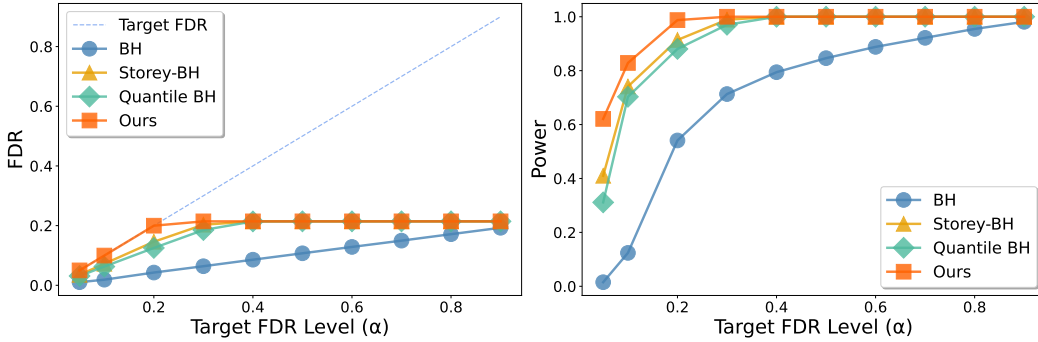 Target FDR
BH
Storey-BH
Quantile BH
Ours
FDR
0.8
0.6
0.4
0.2
0.0
0.2
0.4
0.6
0.8
Target FDR Level (α)
BH
Storey-BH
Quantile BH
Ours
Power
1.0
0.8
0.6
0.4
0.2
0.0
0.2
0.4
0.6
0.8
Target FDR Level (α)